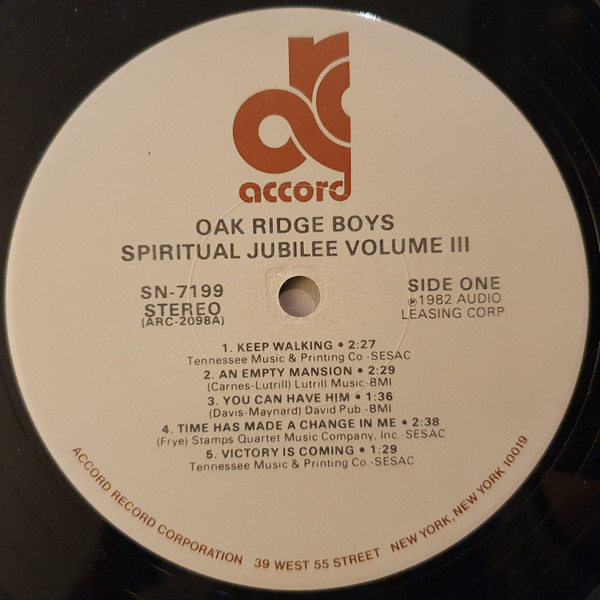 accord
OAK RIDGE BOYS
SPIRITUAL JUBILEE VOLUME III
SN-7199
STEREO
(ARC-2098A)
SIDE ONE
℗1982 AUDIO
LEASING CORP.
1. KEEP WALKING • 2:27
Tennessee Music & Printing Co.-SESAC
2. AN EMPTY MANSION • 2:29
(Carnes-Lutrill) Lutrill Music-BMI
3. YOU CAN HAVE HIM • 1:36
(Davis-Maynard) David Pub.-BMI
4. TIME HAS MADE A CHANGE IN ME • 2:38
(Frye) Stamps Quartet Music Company, Inc.-SESAC
5. VICTORY IS COMING • 1:29
Tennessee Music & Printing Co.-SESAC
ACCORD RECORD CORPORATION 39 WEST 55 STREET NEW YORK, NEW YORK 10019